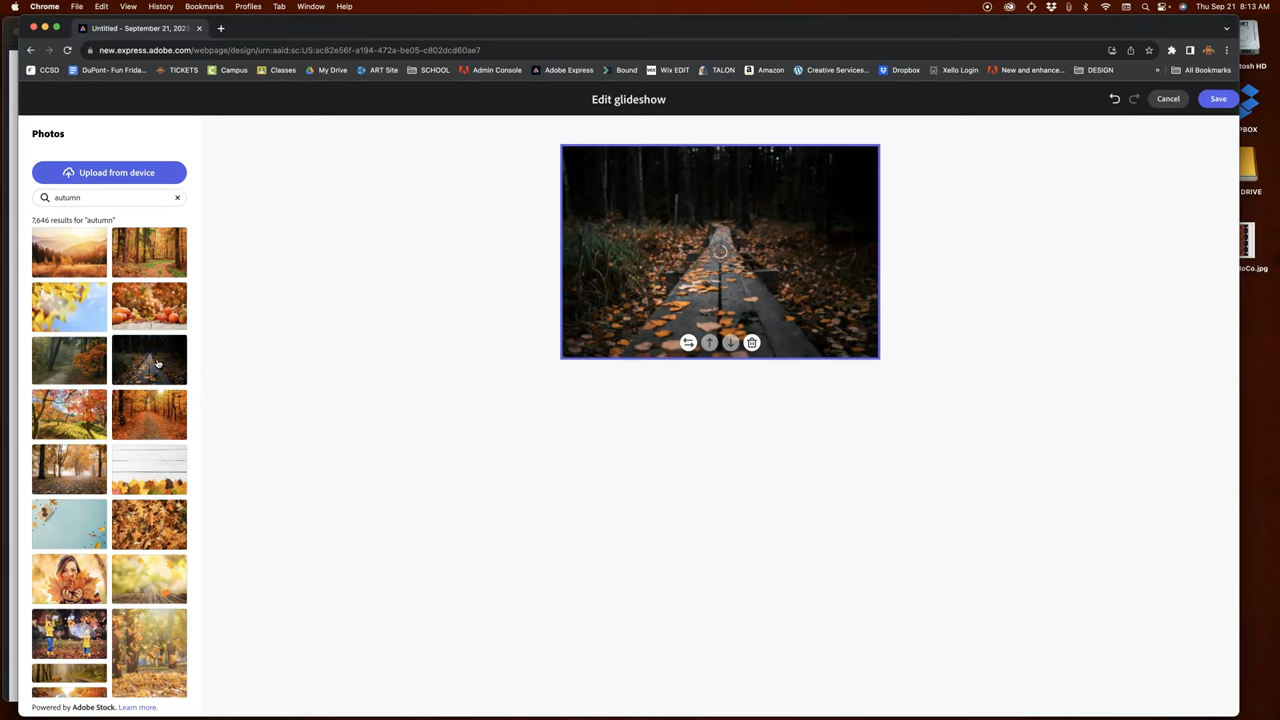 Chrome File Edit View History Bookmarks Profiles Tab Window Help Thu Sep 21 8:13 AM
Untitled - September 21, 2023
new.express.adobe.com/webpage/design/urn:aaid:sc:US:ac82e56f-a194-472a-be05-c802dcd60ae7
CCSD DuPont- Fun Frida... TICKETS Campus Classes My Drive ART Site SCHOOL Admin Console Adobe Express Bound Wix EDIT TALON Amazon Creative Services... Dropbox Xello Login New and enhance... DESIGN » All Bookmarks
Edit glideshow
Cancel
Save
Photos
Upload from device
autumn
7,646 results for "autumn"
Powered by Adobe Stock. Learn more.